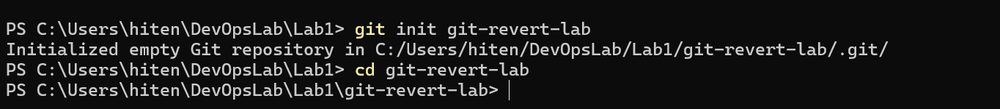 PS C:\Users\hiten\DevOpsLab\Lab1> git init git-revert-lab
Initialized empty Git repository in C:/Users/hiten/DevOpsLab/Lab1/git-revert-lab/.git/
PS C:\Users\hiten\DevOpsLab\Lab1> cd git-revert-lab
PS C:\Users\hiten\DevOpsLab\Lab1\git-revert-lab>